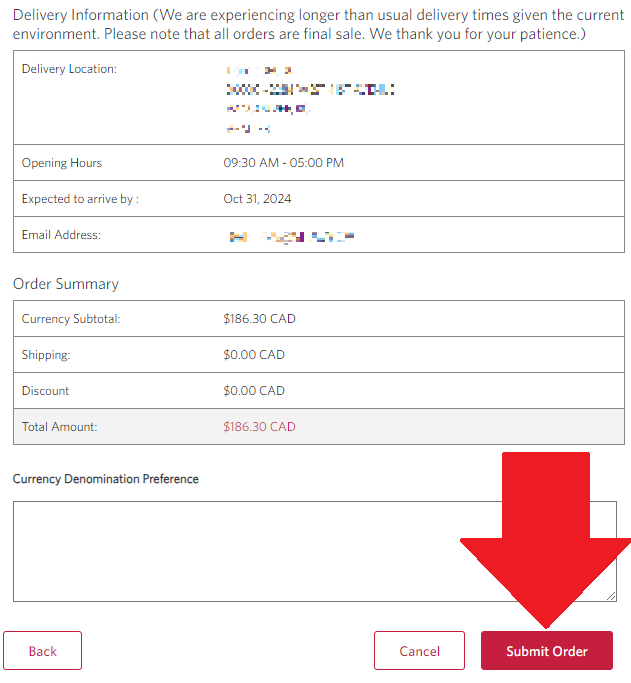 Delivery Information (We are experiencing longer than usual delivery times given the current
environment. Please note that all orders are final sale. We thank you for your patience.)
Delivery Location:
Opening Hours 09:30 AM - 05:00 PM
Expected to arrive by : Oct 31, 2024
Email Address:
Order Summary
Currency Subtotal: $186.30 CAD
Shipping: $0.00 CAD
Discount $0.00 CAD
Total Amount: $186.30 CAD
Currency Denomination Preference
Back Cancel Submit Order